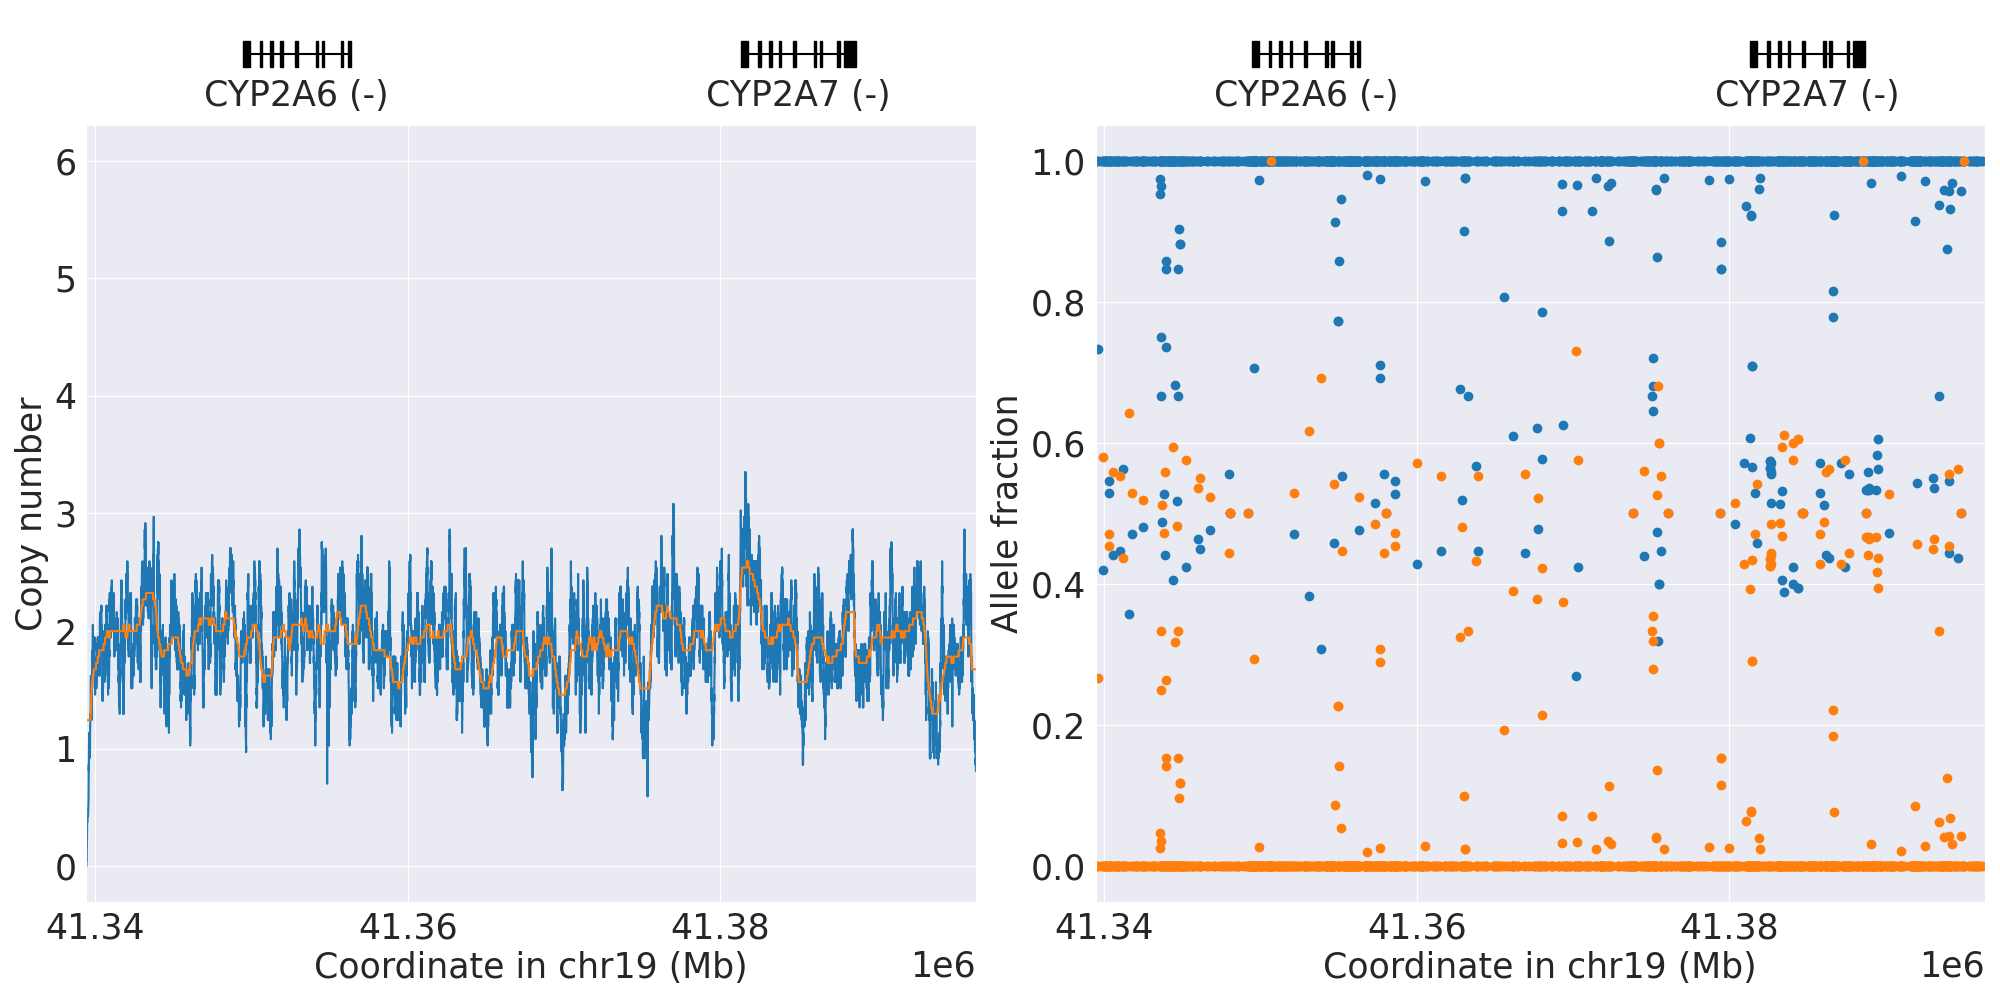 CYP2A6 (-) CYP2A7 (-)
6
5
4
3
2
1
0
Copy number
41.34 41.36 41.38
Coordinate in chr19 (Mb) 1e6
CYP2A6 (-) CYP2A7 (-)
1.0
0.8
0.6
0.4
0.2
0.0
Allele fraction
41.34 41.36 41.38
Coordinate in chr19 (Mb) 1e6